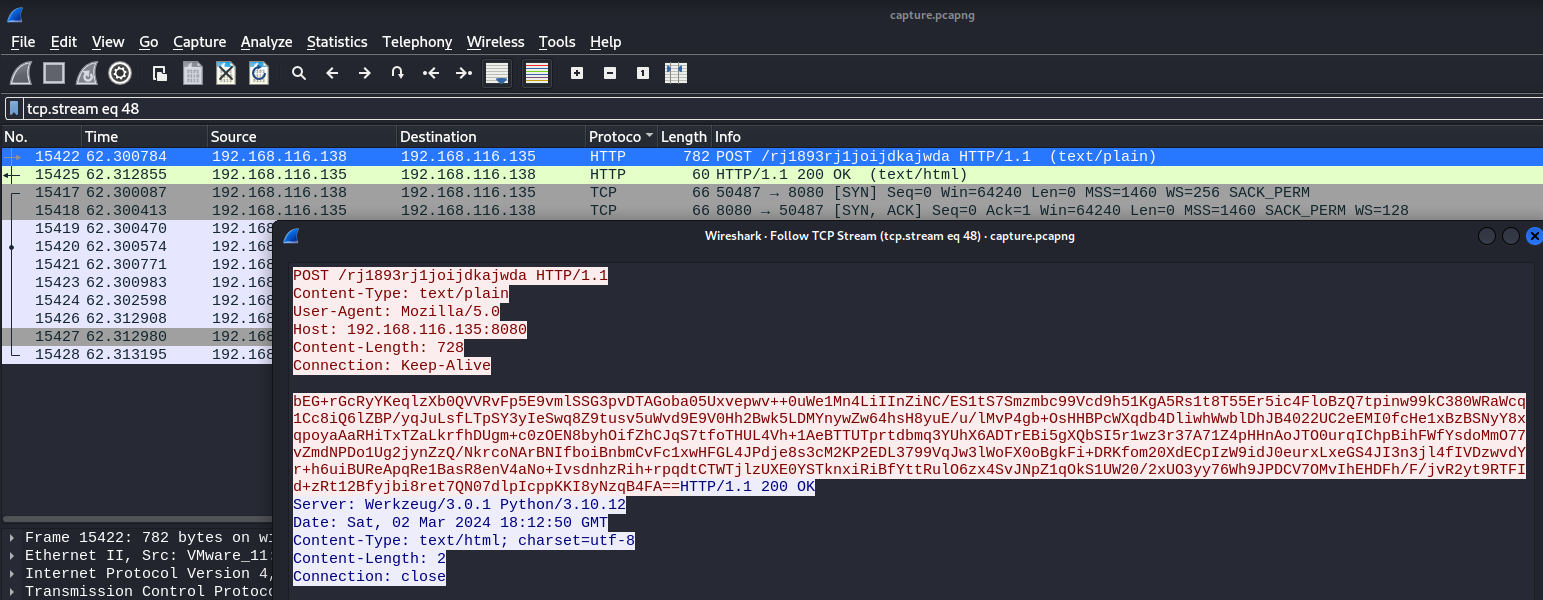 capture.pcapng
File Edit View Go Capture Analyze Statistics Telephony Wireless Tools Help
tcp.stream eq 48
No. Time Source Destination Protoco Length Info
15422 62.300784 192.168.116.138 192.168.116.135 HTTP 782 POST /rj1893rj1joijdkajwda HTTP/1.1 (text/plain)
15425 62.312855 192.168.116.135 192.168.116.138 HTTP 60 HTTP/1.1 200 OK (text/html)
15417 62.300087 192.168.116.138 192.168.116.135 TCP 66 50487 → 8080 [SYN] Seq=0 Win=64240 Len=0 MSS=1460 WS=256 SACK_PERM
15418 62.300413 192.168.116.135 192.168.116.138 TCP 66 8080 → 50487 [SYN, ACK] Seq=0 Ack=1 Win=64240 Len=0 MSS=1460 SACK_PERM WS=128
15419 62.300470 192.168
15420 62.300574 192.168
15421 62.300771 192.168
15423 62.300983 192.168
15424 62.302598 192.168
15426 62.312908 192.168
15427 62.312980 192.168
15428 62.313195 192.168
Wireshark · Follow TCP Stream (tcp.stream eq 48) · capture.pcapng
POST /rj1893rj1joijdkajwda HTTP/1.1
Content-Type: text/plain
User-Agent: Mozilla/5.0
Host: 192.168.116.135:8080
Content-Length: 728
Connection: Keep-Alive
bEG+rGcRyYKeqlzXb0QVVRvFp5E9vmlSSG3pvDTAGoba05Uxvepwv++0uWe1Mn4LiIInZiNC/ES1tS7Smzmbc99Vcd9h51KgA5Rs1t8T55Er5ic4FloBzQ7tpinw99kC380WRaWcq
1Cc8iQ6lZBP/yqJuLsfLTpSY3yIeSwq8Z9tusv5uWvd9E9V0Hh2Bwk5LDMYnywZw64hsH8yuE/u/lMvP4gb+OsHHBPcWXqdb4DliwhWwblDhJB4022UC2eEMI0fcHe1xBzBSNyY8x
qpoyaAaRHiTxTZaLkrfhDUgm+c0zOEN8byhOifZhCJqS7tfoTHUL4Vh+1AeBTTUTprtdbmq3YUhX6ADTrEBi5gXQbSI5r1wz3r37A71Z4pHHnAoJTO0urqIChpBihFWfYsdoMmO77
vZmdNPDo1Ug2jynZzQ/NkrcoNArBNIfboiBnbmCvFc1xwHFGL4JPdje8s3cM2KP2EDL3799VqJw3lWoFX0oBgkFi+DRKfom20XdECpIzW9idJ0eurxLxeGS4JI3n3jl4fIVDzwvdY
r+h6uiBUReApqRe1BasR8enV4aNo+IvsdnhzRih+rpqdtCTWTjlzUXE0YSTknxiRiBfYttRulO6zx4SvJNpZ1qOkS1UW20/2xUO3yy76Wh9JPDCV7OMvIhEHDFh/F/jvR2yt9RTFI
d+zRt12Bfyjbi8ret7QN07dlpIcppKKI8yNzqB4FA==HTTP/1.1 200 OK
Server: Werkzeug/3.0.1 Python/3.10.12
Date: Sat, 02 Mar 2024 18:12:50 GMT
Content-Type: text/html; charset=utf-8
Content-Length: 2
Connection: close
Frame 15422: 782 bytes on wi
Ethernet II, Src: VMware_11:
Internet Protocol Version 4,
Transmission Control Protoco